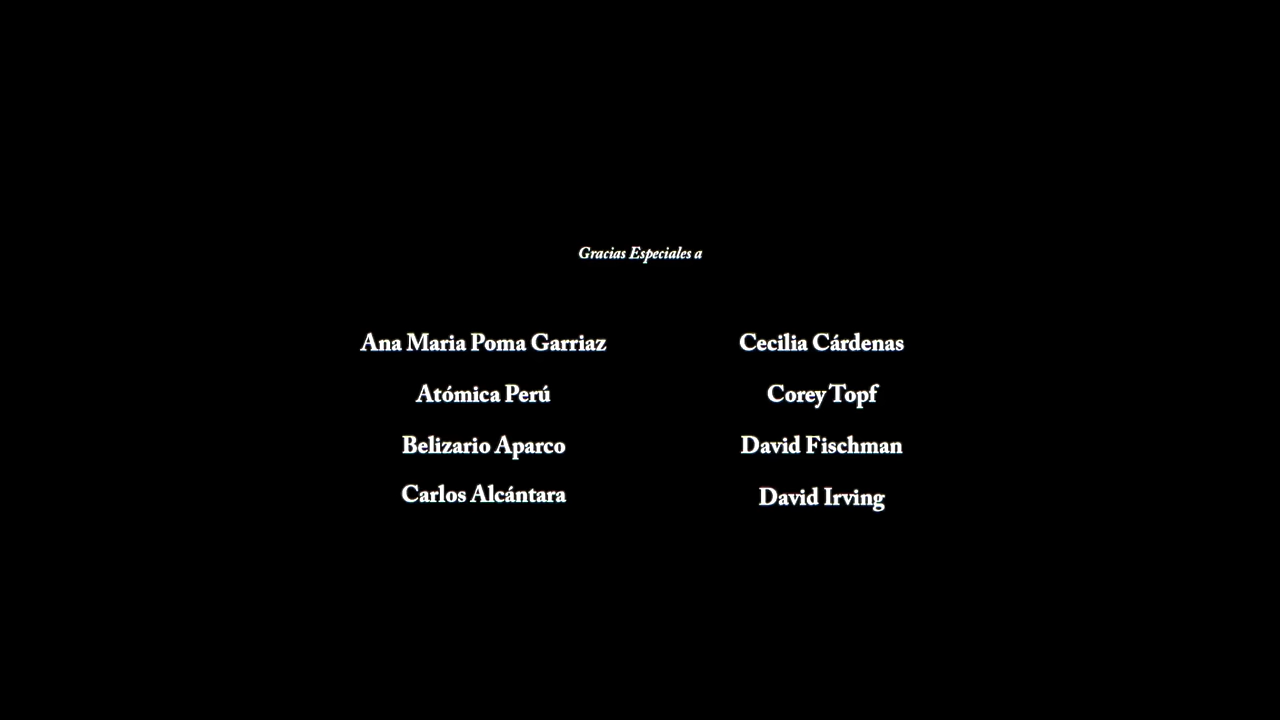 Gracias Especiales a
Ana Maria Poma Garriaz
Atómica Perú
Belizario Aparco
Carlos Alcántara
Cecilia Cárdenas
Corey Topf
David Fischman
David Irving